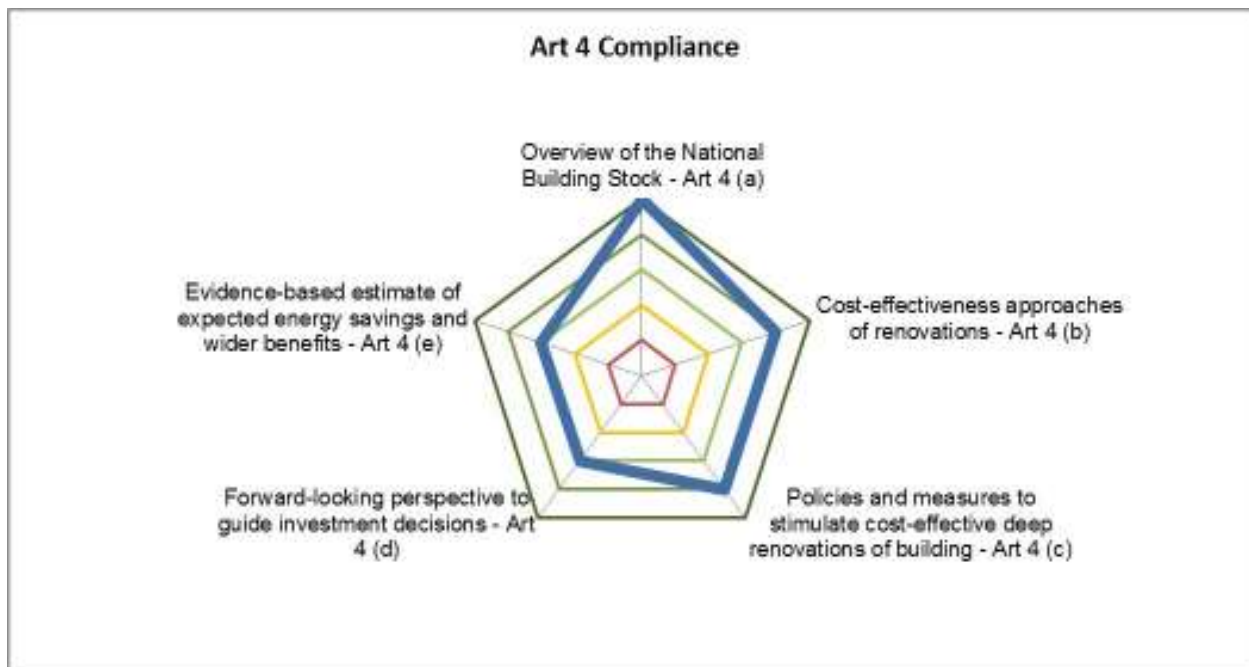 Art 4 Compliance
Overview of the National
Building Stock - Art 4 (a)
Cost-effectiveness approaches
of renovations - Art 4 (b)
Policies and measures to
stimulate cost-effective deep
renovations of building - Art 4 (c)
Forward-looking perspective to
guide investment decisions - Art
4 (d)
Evidence-based estimate of
expected energy savings and
wider benefits - Art 4 (e)